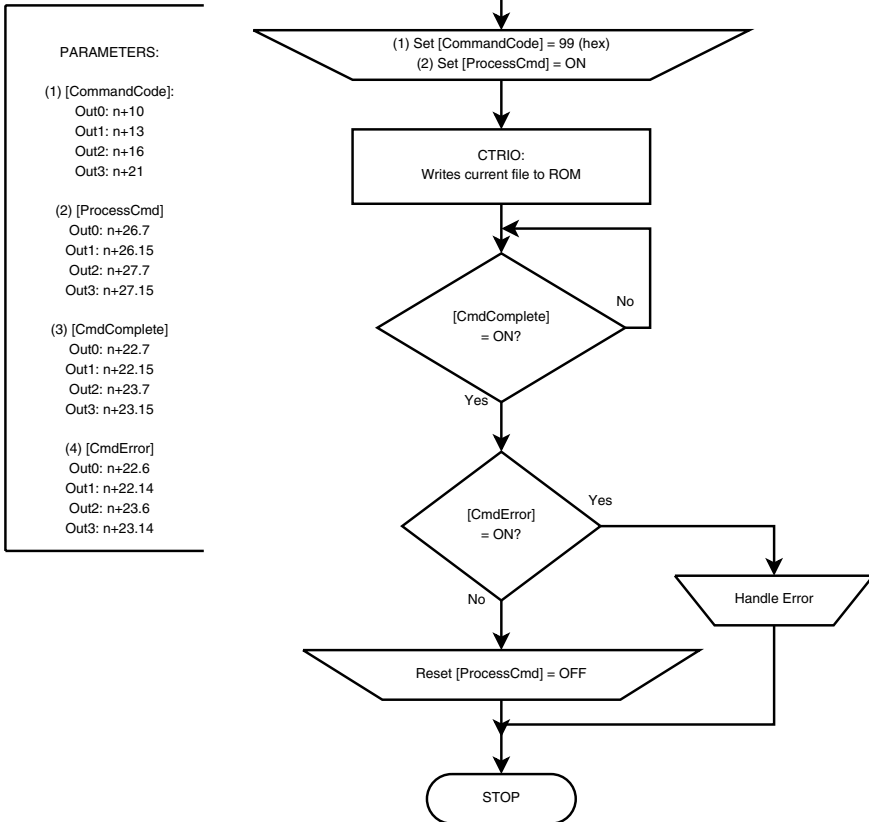 PARAMETERS:
(1) [CommandCode]:
Out0: n+10
Out1: n+13
Out2: n+16
Out3: n+21
(2) [ProcessCmd]
Out0: n+26.7
Out1: n+26.15
Out2: n+27.7
Out3: n+27.15
(3) [CmdComplete]
Out0: n+22.7
Out1: n+22.15
Out2: n+23.7
Out3: n+23.15
(4) [CmdError]
Out0: n+22.6
Out1: n+22.14
Out2: n+23.6
Out3: n+23.14
(1) Set [CommandCode] = 99 (hex)
(2) Set [ProcessCmd] = ON
CTRIO:
Writes current file to ROM
[CmdComplete]
= ON?
No
Yes
[CmdError]
= ON?
Yes
No
Handle Error
Reset [ProcessCmd] = OFF
STOP